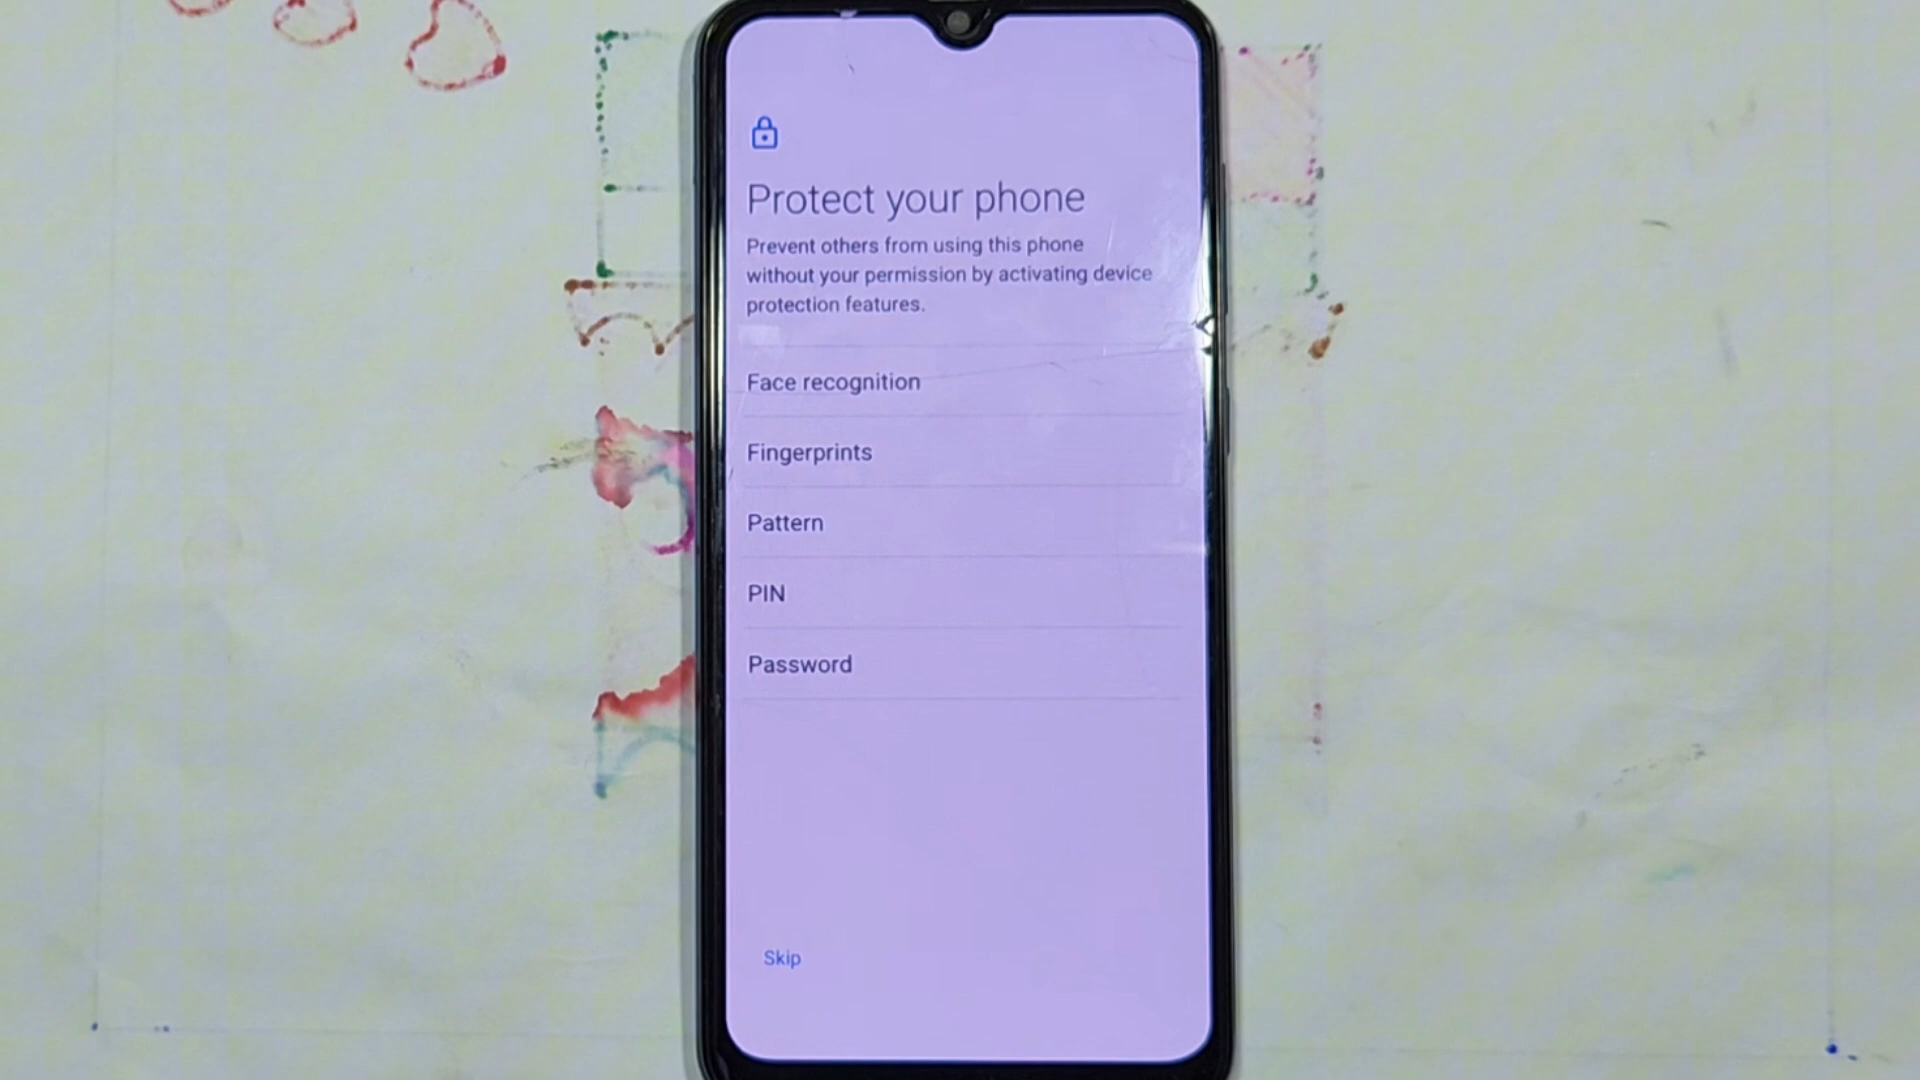 Protect your phone
Prevent others from using this phone
without your permission by activating device
protection features.
Face recognition
Fingerprints
Pattern
PIN
Password
Skip